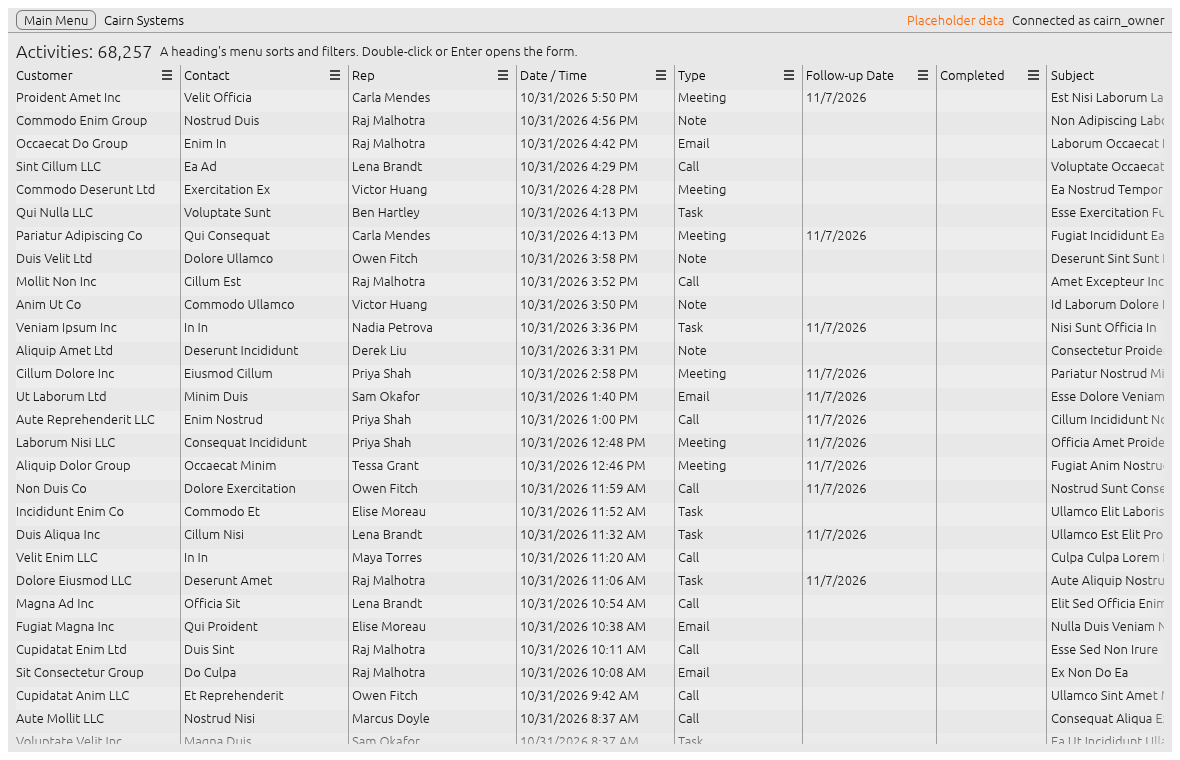 Main Menu Cairn Systems Placeholder data Connected as cairn_owner
Activities: 68,257 A heading's menu sorts and filters. Double-click or Enter opens the form.
Customer Contact Rep Date / Time Type Follow-up Date Completed Subject
Proident Amet Inc Velit Officia Carla Mendes 10/31/2026 5:50 PM Meeting 11/7/2026 Est Nisi Laborum
Commodo Enim Group Nostrud Duis Raj Malhotra 10/31/2026 4:56 PM Note Non Adipiscing
Occaecat Do Group Enim In Raj Malhotra 10/31/2026 4:42 PM Email Laborum Occaecat
Sint Cillum LLC Ea Ad Lena Brandt 10/31/2026 4:29 PM Call Voluptate Occaecat
Commodo Deserunt Ltd Exercitation Ex Victor Huang 10/31/2026 4:28 PM Meeting Ea Nostrud Tempor
Qui Nulla LLC Voluptate Sunt Ben Hartley 10/31/2026 4:13 PM Task Esse Exercitation
Pariatur Adipiscing Co Qui Consequat Carla Mendes 10/31/2026 4:13 PM Meeting 11/7/2026 Fugiat Incididunt Ea
Duis Velit Ltd Dolore Ullamco Owen Fitch 10/31/2026 3:58 PM Note Deserunt Sint Sunt
Mollit Non Inc Cillum Est Raj Malhotra 10/31/2026 3:52 PM Call Amet Excepteur
Anim Ut Co Commodo Ullamco Victor Huang 10/31/2026 3:50 PM Note Id Laborum Dolore
Veniam Ipsum Inc In In Nadia Petrova 10/31/2026 3:36 PM Task 11/7/2026 Nisi Sunt Officia In
Aliquip Amet Ltd Deserunt Incididunt Derek Liu 10/31/2026 3:31 PM Note Consectetur
Cillum Dolore Inc Eiusmod Cillum Priya Shah 10/31/2026 2:58 PM Meeting 11/7/2026 Pariatur Nostrud
Ut Laborum Ltd Minim Duis Sam Okafor 10/31/2026 1:40 PM Email 11/7/2026 Esse Dolore Veniam
Aute Reprehenderit LLC Enim Nostrud Priya Shah 10/31/2026 1:00 PM Call 11/7/2026 Cillum Incididunt
Laborum Nisi LLC Consequat Incididunt Priya Shah 10/31/2026 12:48 PM Meeting 11/7/2026 Officia Amet
Aliquip Dolor Group Occaecat Minim Tessa Grant 10/31/2026 12:46 PM Meeting 11/7/2026 Fugiat Anim
Non Duis Co Dolore Exercitation Owen Fitch 10/31/2026 11:59 AM Call 11/7/2026 Nostrud Sunt
Incididunt Enim Co Commodo Et Elise Moreau 10/31/2026 11:52 AM Task Ullamco Elit Laboris
Duis Aliqua Inc Cillum Nisi Lena Brandt 10/31/2026 11:32 AM Task 11/7/2026 Ullamco Est Elit
Velit Enim LLC In In Maya Torres 10/31/2026 11:20 AM Call Culpa Culpa Lorem
Dolore Eiusmod LLC Deserunt Amet Raj Malhotra 10/31/2026 11:06 AM Task 11/7/2026 Aute Aliquip
Magna Ad Inc Officia Sit Lena Brandt 10/31/2026 10:54 AM Call Elit Sed Officia Enim
Fugiat Magna Inc Qui Proident Elise Moreau 10/31/2026 10:38 AM Email Nulla Duis Veniam
Cupidatat Enim Ltd Duis Sint Raj Malhotra 10/31/2026 10:11 AM Call Esse Sed Non Irure
Sit Consectetur Group Do Culpa Raj Malhotra 10/31/2026 10:08 AM Email Ex Non Do Ea
Cupidatat Anim LLC Et Reprehenderit Owen Fitch 10/31/2026 9:42 AM Call Ullamco Sint Amet
Aute Mollit LLC Nostrud Nisi Marcus Doyle 10/31/2026 8:37 AM Call Consequat Aliqua
Voluptate Velit Inc Magna Duis Sam Okafor 10/31/2026 8:37 AM Task Ea Ut Incididunt